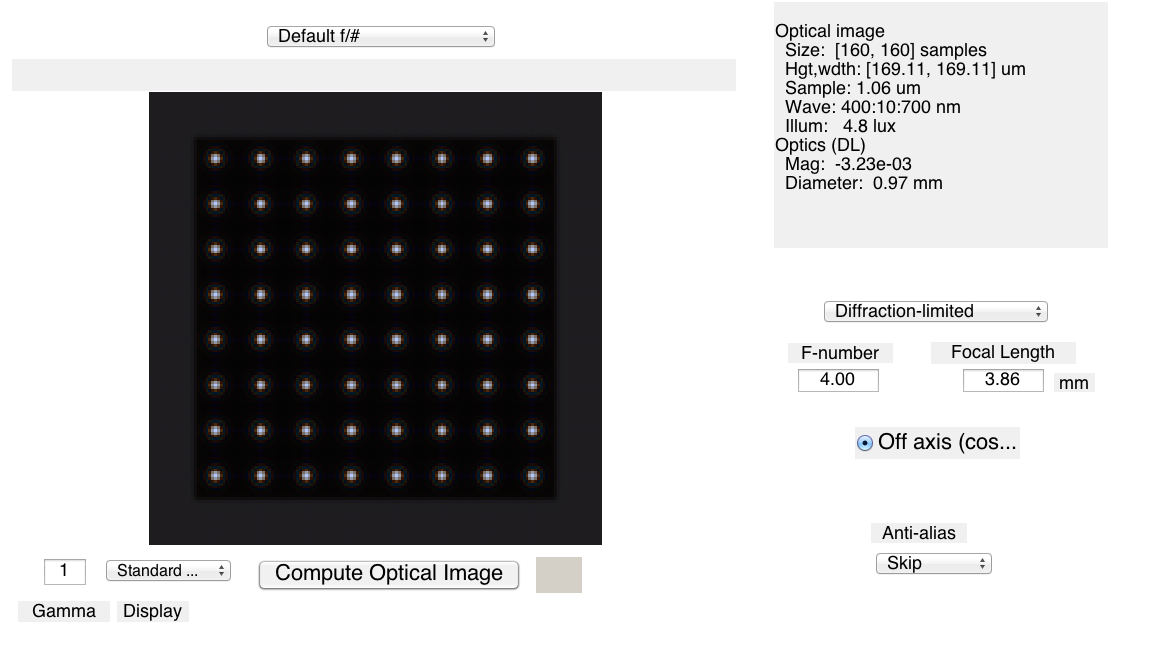 Default f/#
Optical image
Size:  [160, 160] samples
Hgt,wdth: [169.11, 169.11] um
Sample: 1.06 um
Wave: 400:10:700 nm
Illum:   4.8 lux
Optics (DL)
Mag:  -3.23e-03
Diameter:  0.97 mm
Diffraction-limited
F-number
Focal Length
4.00
3.86
mm
Off axis (cos...
Anti-alias
Skip
1
Standard ...
Compute Optical Image
Gamma
Display